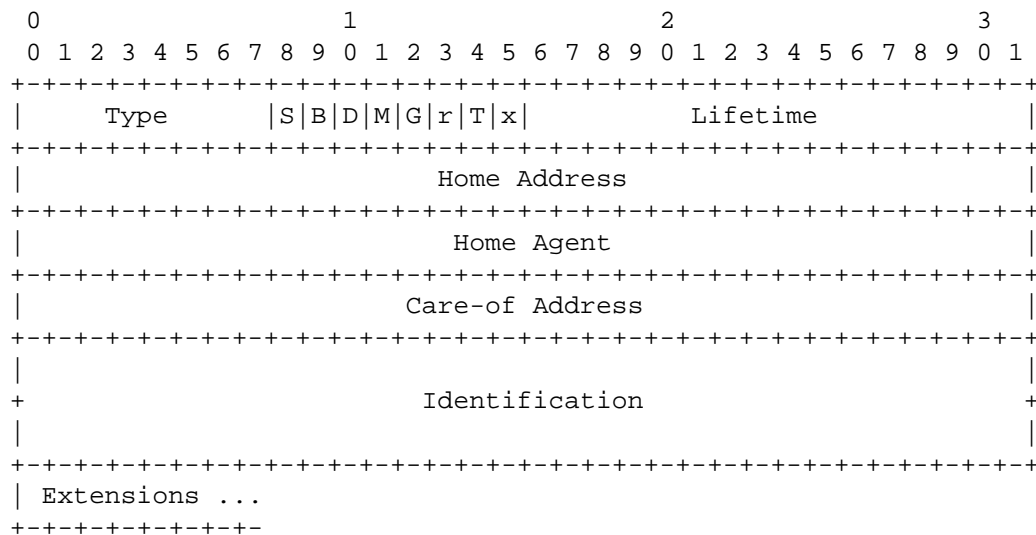 0                   1                   2                   3
 0 1 2 3 4 5 6 7 8 9 0 1 2 3 4 5 6 7 8 9 0 1 2 3 4 5 6 7 8 9 0 1
+-+-+-+-+-+-+-+-+-+-+-+-+-+-+-+-+-+-+-+-+-+-+-+-+-+-+-+-+-+-+-+-+
|     Type      |S|B|D|M|G|r|T|x|          Lifetime             |
+-+-+-+-+-+-+-+-+-+-+-+-+-+-+-+-+-+-+-+-+-+-+-+-+-+-+-+-+-+-+-+-+
|                          Home Address                         |
+-+-+-+-+-+-+-+-+-+-+-+-+-+-+-+-+-+-+-+-+-+-+-+-+-+-+-+-+-+-+-+-+
|                           Home Agent                          |
+-+-+-+-+-+-+-+-+-+-+-+-+-+-+-+-+-+-+-+-+-+-+-+-+-+-+-+-+-+-+-+-+
|                        Care-of Address                        |
+-+-+-+-+-+-+-+-+-+-+-+-+-+-+-+-+-+-+-+-+-+-+-+-+-+-+-+-+-+-+-+-+
|                                                               |
+                         Identification                        +
|                                                               |
+-+-+-+-+-+-+-+-+-+-+-+-+-+-+-+-+-+-+-+-+-+-+-+-+-+-+-+-+-+-+-+-+
| Extensions ...
+-+-+-+-+-+-+-+-